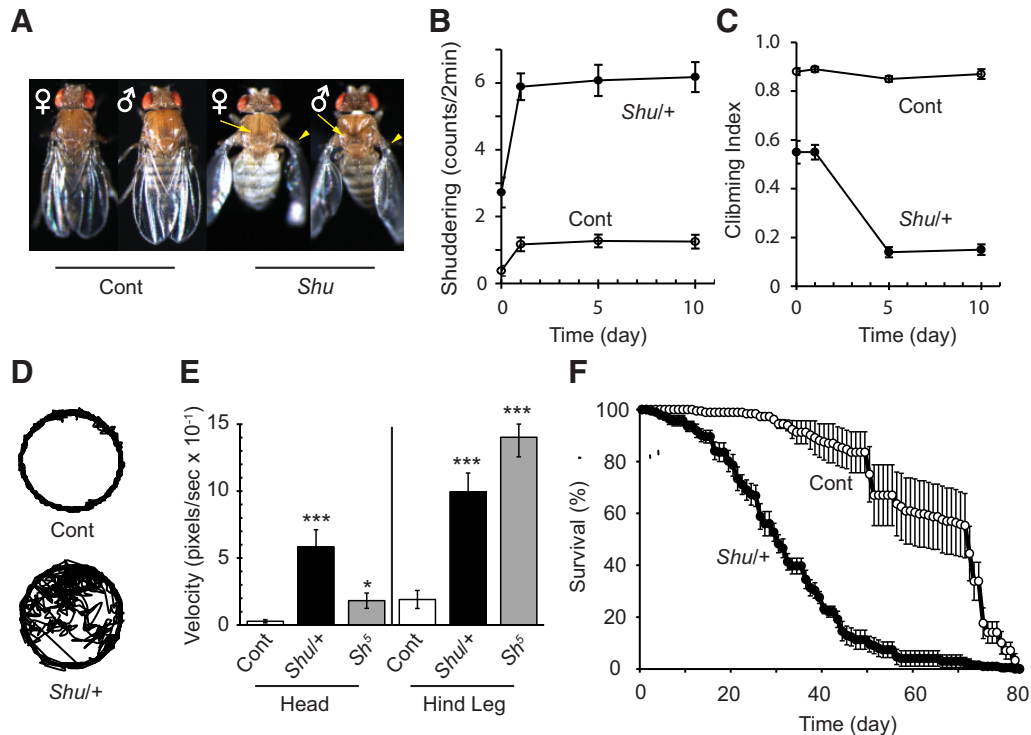 A
♀ ♂ ♀ ♂
Cont Shu
B
Shuddering (counts/2min)
6
4
2
0
Shu/+
Cont
0 5 10
Time (day)
C
Clibming Index
1.0
0.8
0.6
0.4
0.2
0
Cont
Shu/+
0 5 10
Time (day)
D
Cont
Shu/+
E
Velocity (pixels/sec x 10⁻¹)
15
10
5
0
*** * *** ***
Cont Shu/+ Sh⁵ Cont Shu/+ Sh⁵
Head Hind Leg
F
Survival (%)
100
80
60
40
20
0
Cont
Shu/+
0 20 40 60 80
Time (day)